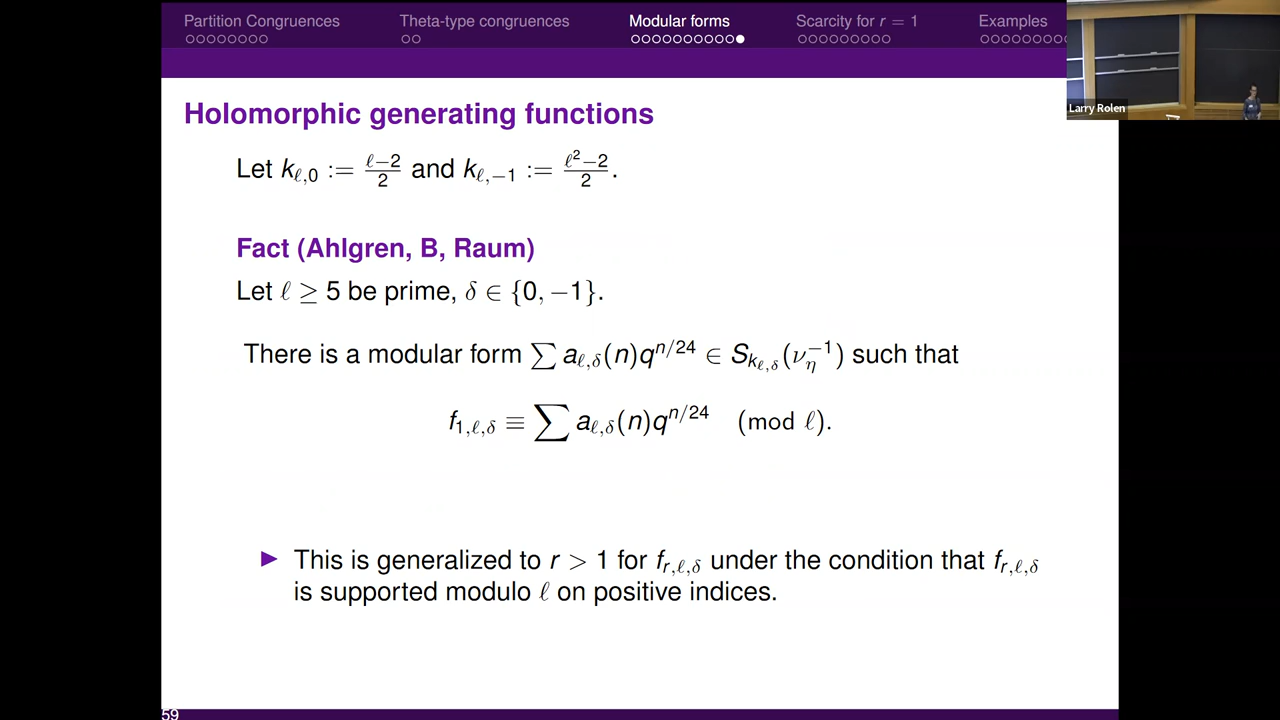 Partition Congruences Theta-type congruences Modular forms Scarcity for r = 1 Examples
Larry Rolen
Holomorphic generating functions
Let k_{ℓ,0} := \frac{ℓ−2}{2} and k_{ℓ,−1} := \frac{ℓ^2−2}{2}.
Fact (Ahlgren, B, Raum)
Let ℓ ≥ 5 be prime, δ ∈ {0, −1}.
There is a modular form ∑ a_{ℓ,δ}(n)q^{n/24} ∈ S_{k_{ℓ,δ}}(ν_η^{−1}) such that
f_{1,ℓ,δ} ≡ ∑ a_{ℓ,δ}(n)q^{n/24} (mod ℓ).
▶ This is generalized to r > 1 for f_{r,ℓ,δ} under the condition that f_{r,ℓ,δ}
is supported modulo ℓ on positive indices.
59